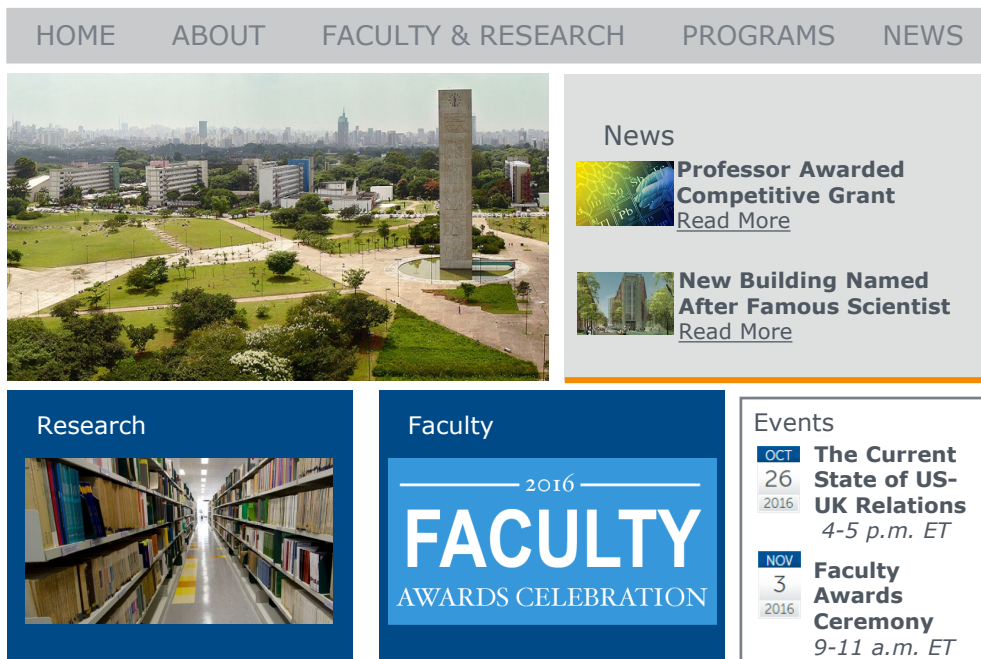 HOME ABOUT FACULTY & RESEARCH PROGRAMS NEWS
News
Professor Awarded
Competitive Grant
Read More
New Building Named
After Famous Scientist
Read More
Research
Faculty
2016
FACULTY
AWARDS CELEBRATION
Events
OCT
26
2016
The Current
State of US-
UK Relations
4-5 p.m. ET
NOV
3
2016
Faculty
Awards
Ceremony
9-11 a.m. ET